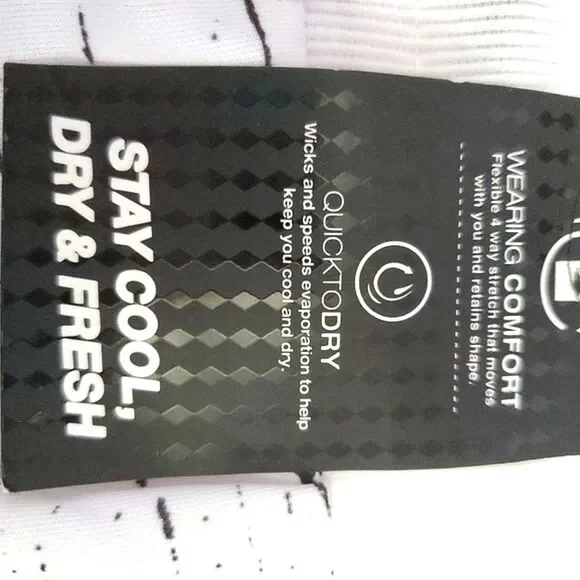 WEARING COMFORT
Flexible 4 way stretch that moves
with you and retains shape.
QUICKTODRY
Wicks and speeds evaporation to help
keep you cool and dry.
STAY COOL,
DRY & FRESH